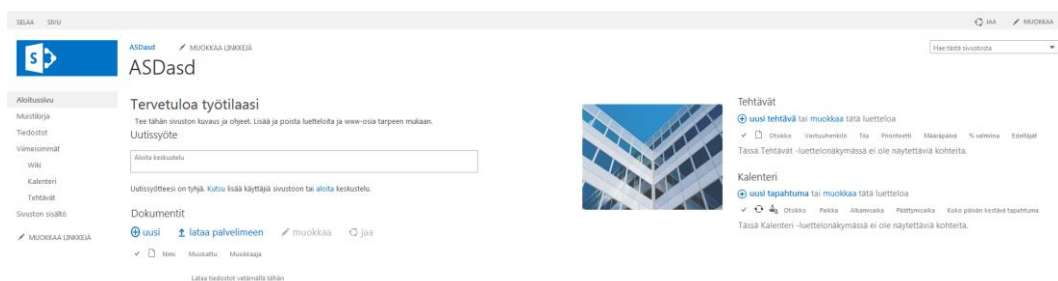 SELAA SIVU
JAA MUOKKAA
S
ASDasd MUOKKAA LINKKEJÄ
Hae tästä sivustosta
ASDasd
Aloitussivu
Muistikirja
Tiedostot
Viimeisimmät
Wiki
Kalenteri
Tehtävät
Sivuston sisältö
MUOKKAA LINKKEJÄ
Tervetuloa työtilaasi
Tee tähän sivuston kuvaus ja ohjeet. Lisää ja poista luetteloita ja www-osia tarpeen mukaan.
Uutissyöte
Aloita keskustelu
Uutissyötteesi on tyhjä. Kutsu lisää käyttäjiä sivustoon tai aloita keskustelu.
Dokumentit
uusi lataa palvelimeen muokkaa jaa
Nimi Muokattu Muokkaaja
Lataa tiedostot vetämällä tähän
Tehtävät
uusi tehtävä tai muokkaa tätä luetteloa
Otsikko Vastuuhenkilö Tila Prioriteetti Määräpäivä % valmiina Edeltäjät
Tässä Tehtävät -luettelonäkymässä ei ole näytettäviä kohteita.
Kalenteri
uusi tapahtuma tai muokkaa tätä luetteloa
Otsikko Paikka Alkamisaika Päättymisaika Koko päivän kestävä tapahtuma
Tässä Kalenteri -luettelonäkymässä ei ole näytettäviä kohteita.